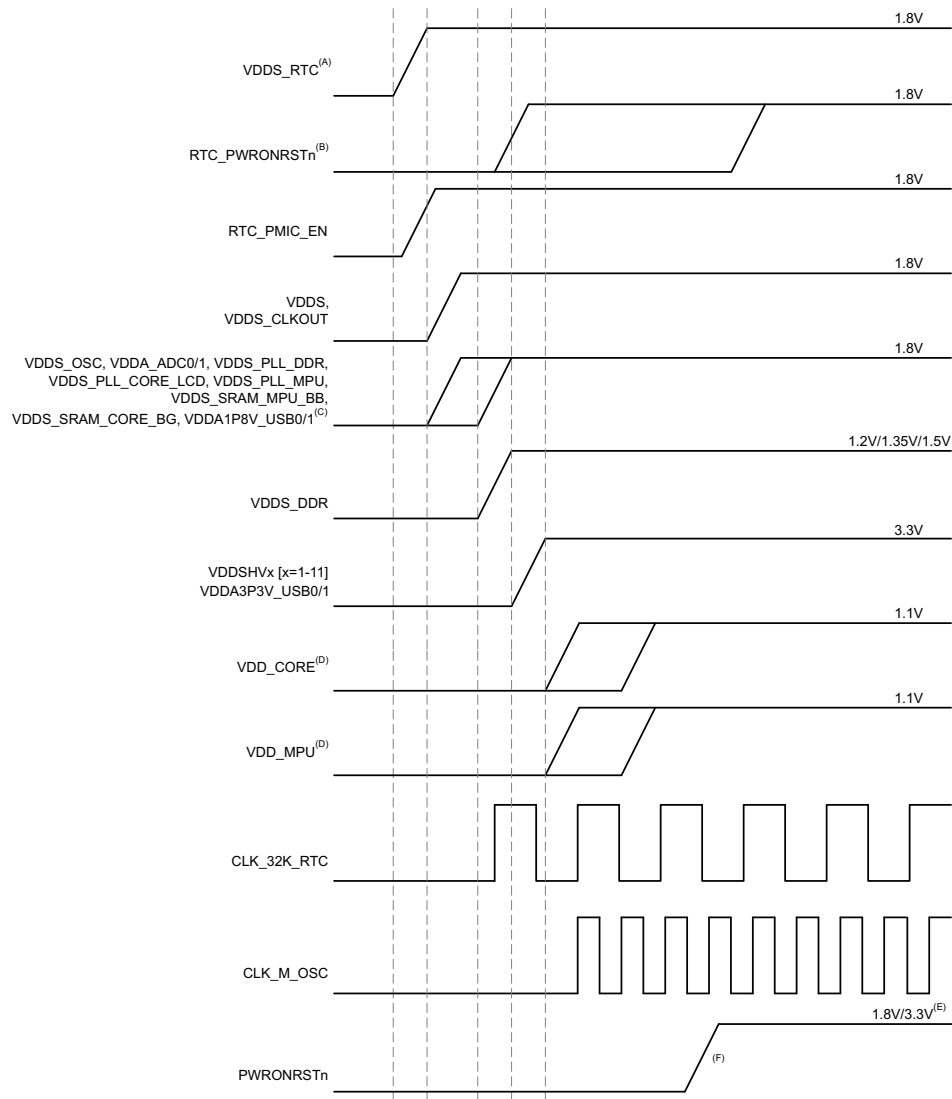 1.8V
VDDS_RTC(A)
1.8V
RTC_PWRONRSTn(B)
1.8V
RTC_PMIC_EN
1.8V
VDDS,
VDDS_CLKOUT
1.8V
VDDS_OSC, VDDA_ADC0/1, VDDS_PLL_DDR,
VDDS_PLL_CORE_LCD, VDDS_PLL_MPU,
VDDS_SRAM_MPU_BB,
VDDS_SRAM_CORE_BG, VDDA1P8V_USB0/1(C)
1.2V/1.35V/1.5V
VDDS_DDR
3.3V
VDDSHVx [x=1-11]
VDDA3P3V_USB0/1
1.1V
VDD_CORE(D)
1.1V
VDD_MPU(D)
CLK_32K_RTC
CLK_M_OSC
1.8V/3.3V(E)
(F)
PWRONRSTn